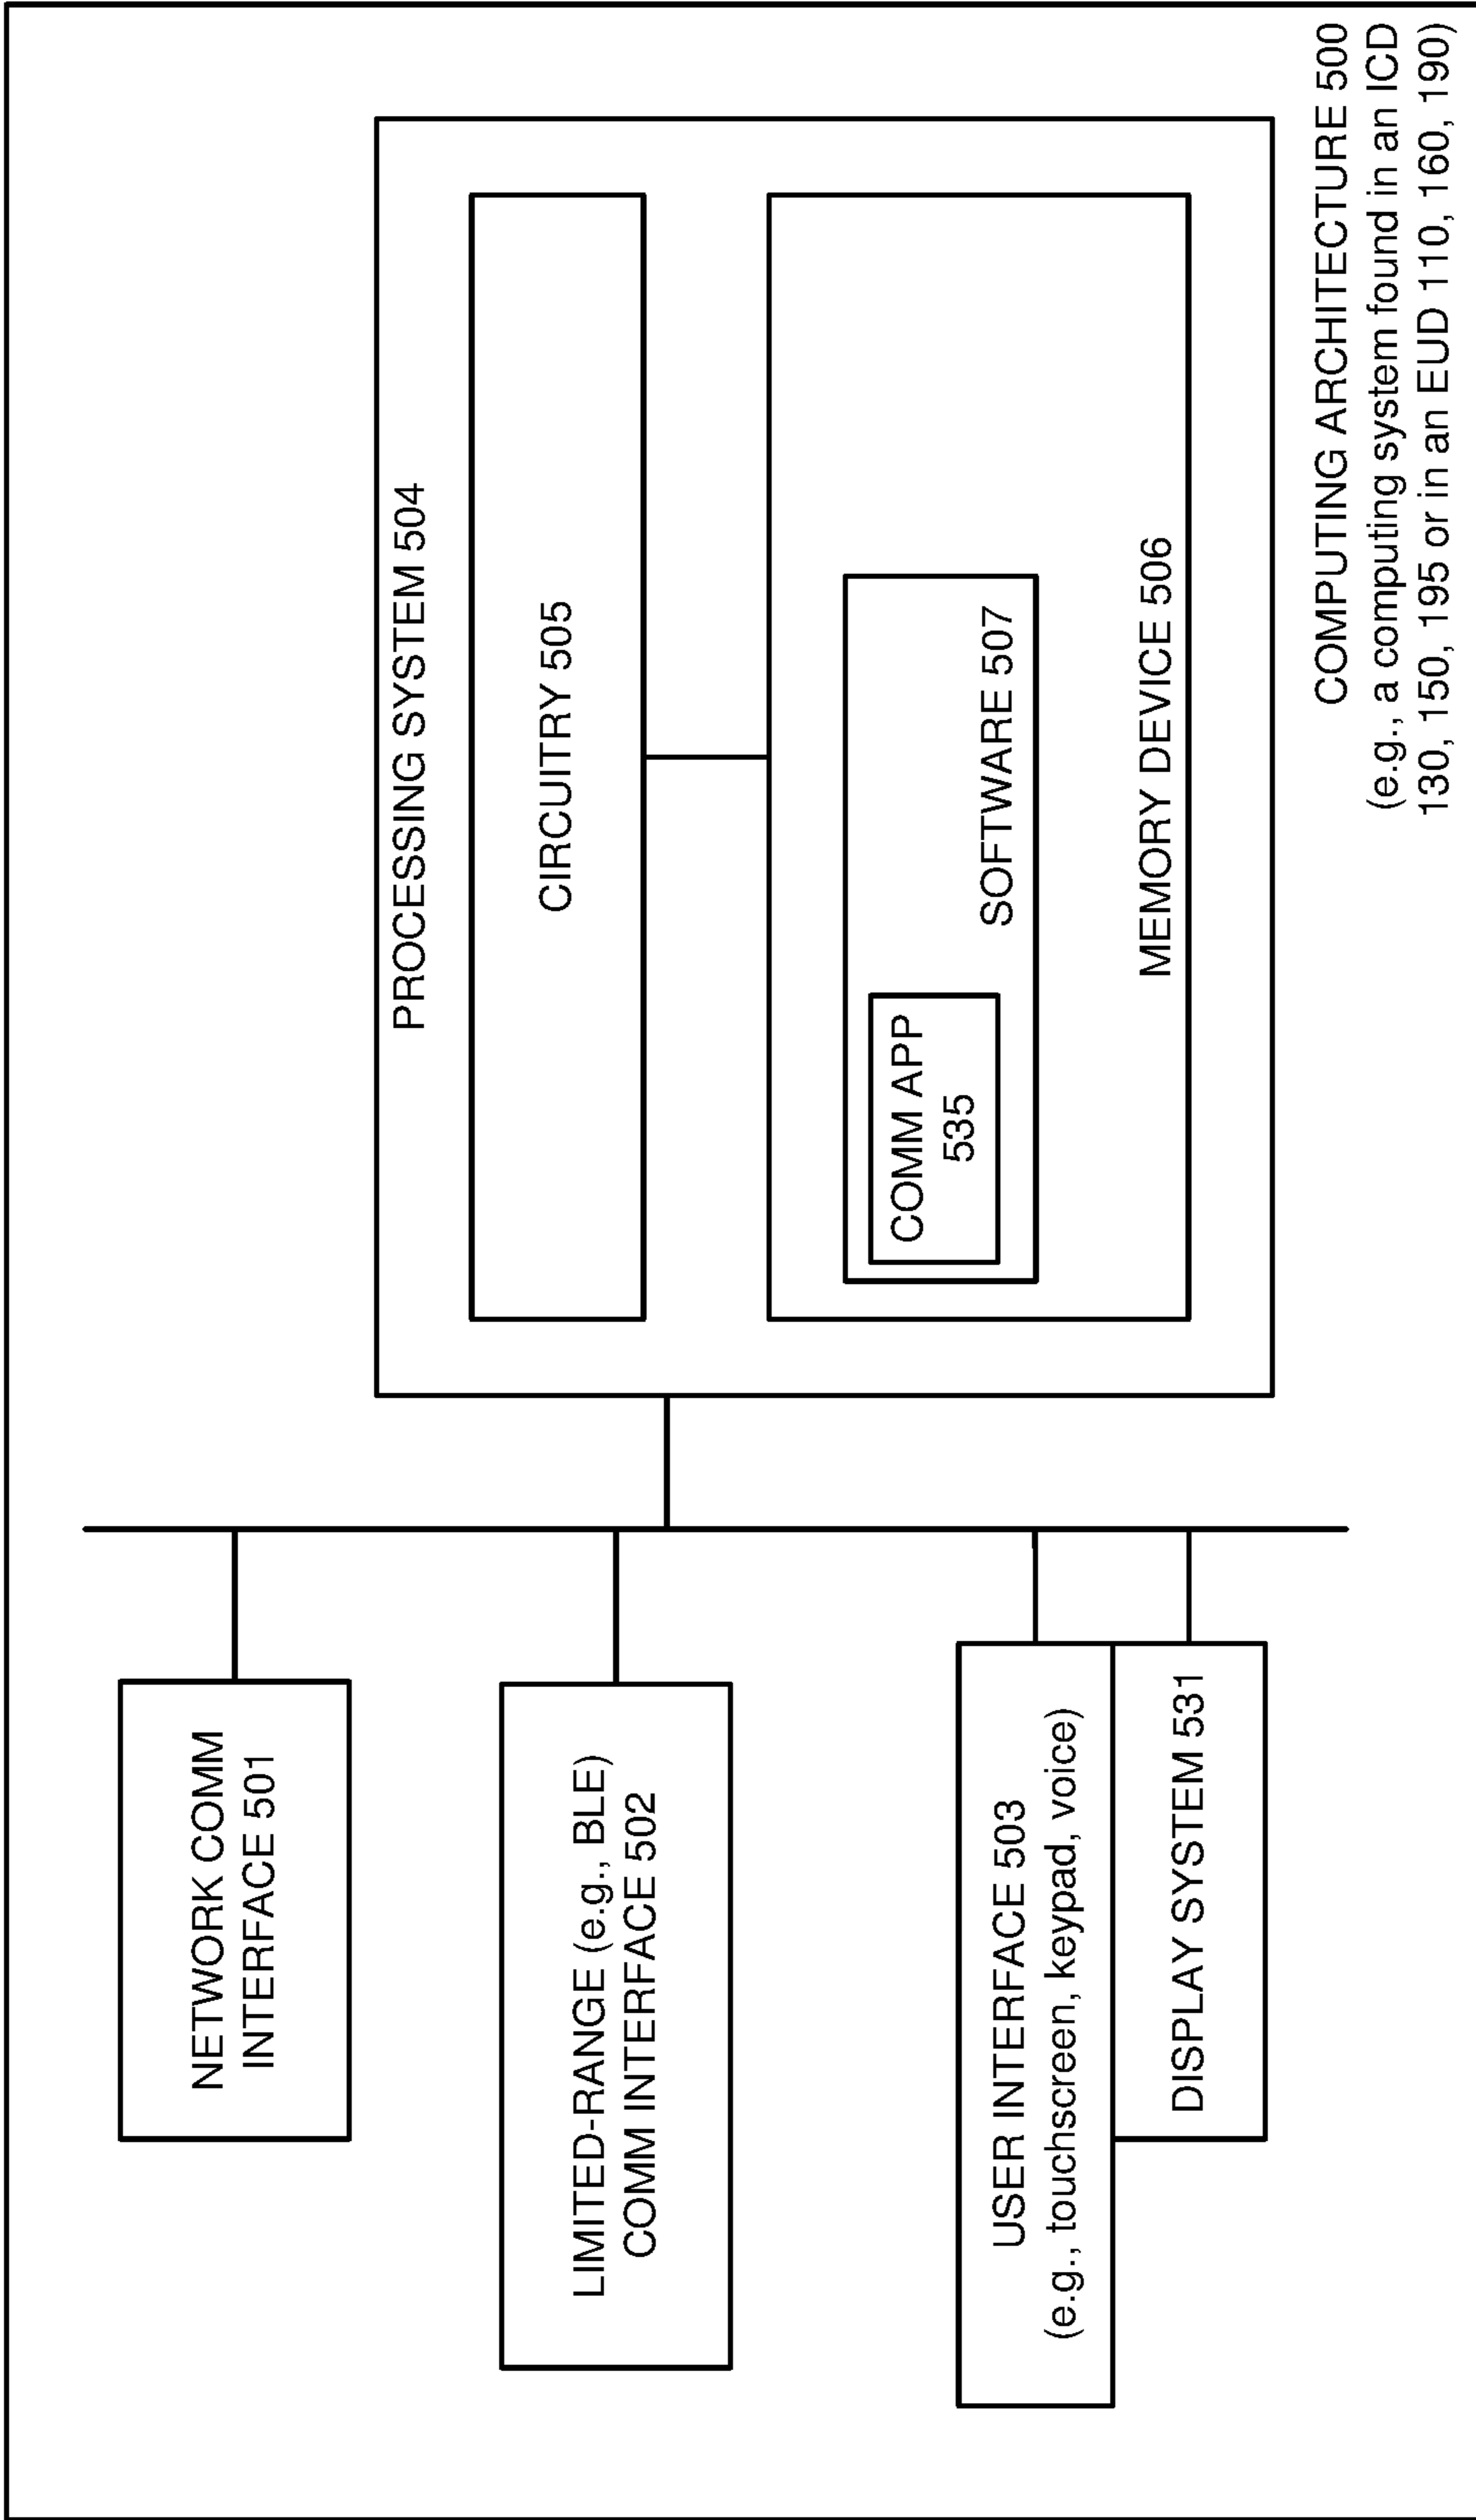 NETWORK COMM
INTERFACE 501
LIMITED-RANGE (e.g., BLE)
COMM INTERFACE 502
USER INTERFACE 503
(e.g., touchscreen, keypad, voice)
DISPLAY SYSTEM 531
PROCESSING SYSTEM 504
CIRCUITRY 505
COMM APP
535
SOFTWARE 507
MEMORY DEVICE 506
COMPUTING ARCHITECTURE 500
(e.g., a computing system found in an ICD
130, 150, 195 or in an EUD 110, 160, 190)